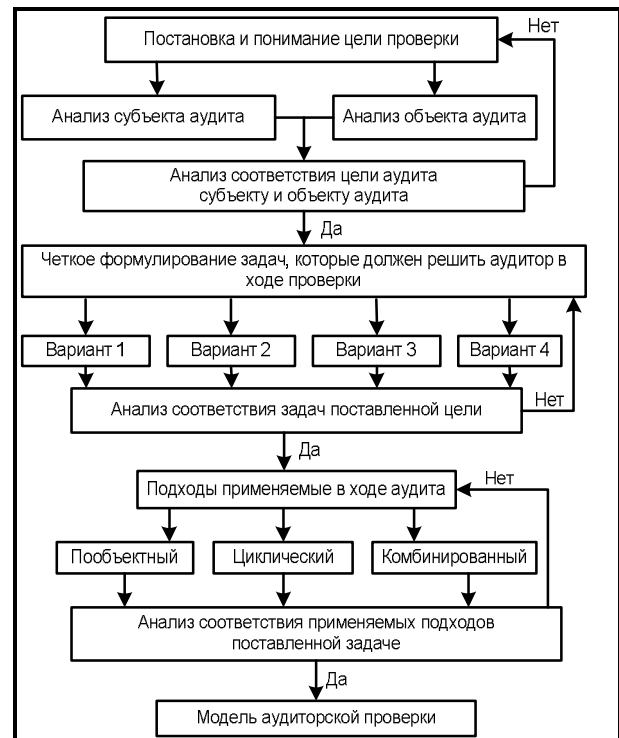 Постановка и понимание цели проверки
Нет
Анализ субъекта аудита
Анализ объекта аудита
Анализ соответствия цели аудита
субъекту и объекту аудита
Да
Четкое формулирование задач, которые должен решить аудитор в
ходе проверки
Вариант 1
Вариант 2
Вариант 3
Вариант 4
Анализ соответствия задач поставленной цели
Нет
Да
Подходы применяемые в ходе аудита
Нет
Пообъектный
Циклический
Комбинированный
Анализ соответствия применяемых подходов
поставленной задаче
Да
Модель аудиторской проверки